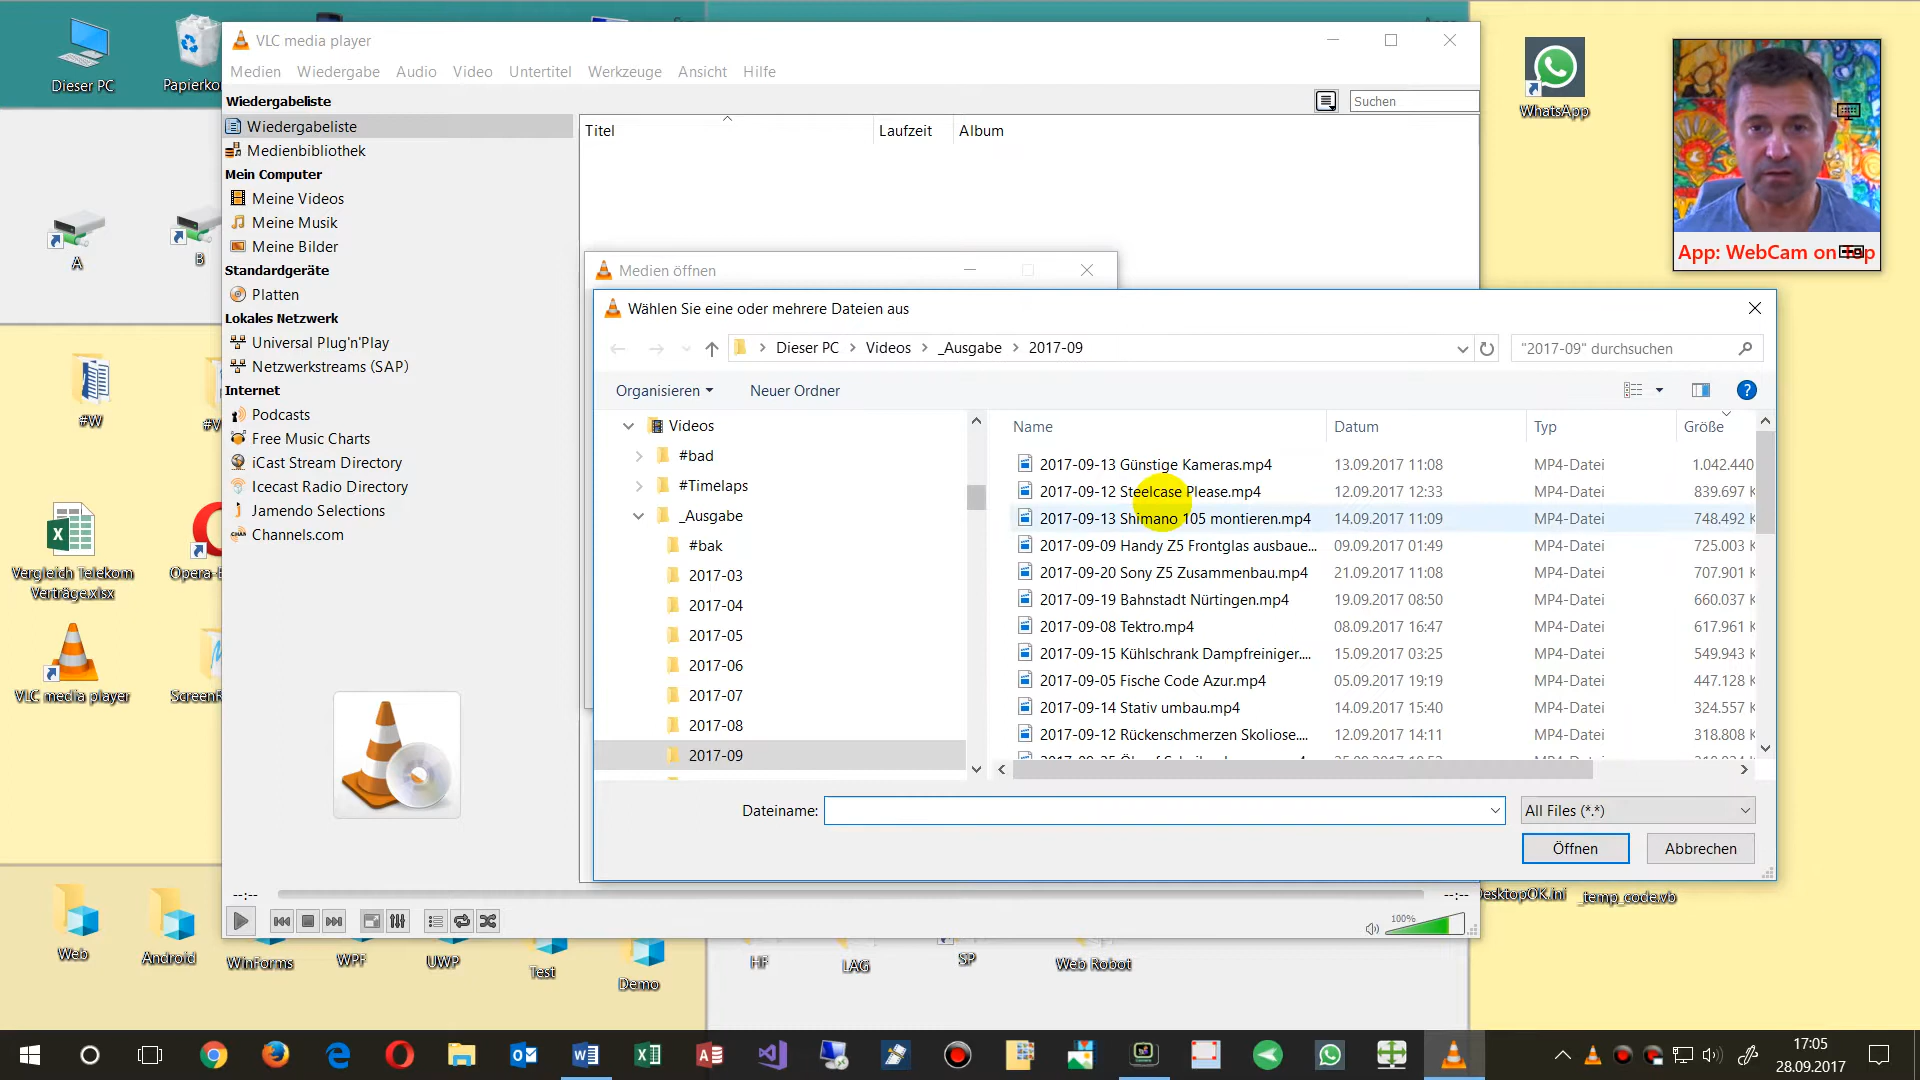 Dieser PC
VLC media player
Medien Wiedergabe Audio Video Untertitel Werkzeuge Ansicht Hilfe
Wiedergabeliste
Suchen
Wiedergabeliste
Medienbibliothek
Mein Computer
Meine Videos
Meine Musik
Meine Bilder
Standardgeräte
Platten
Lokales Netzwerk
Universal Plug'n'Play
Netzwerkstreams (SAP)
Internet
Podcasts
Free Music Charts
iCast Stream Directory
Icecast Radio Directory
Jamendo Selections
Channels.com
Titel Laufzeit Album
WhatsApp
App: WebCam on Top
A
B
#W
Vergleich Telekom
Verträge.xlsx
Opera-
VLC media player
ScreenR
Medien öffnen
Wählen Sie eine oder mehrere Dateien aus
Dieser PC > Videos > _Ausgabe > 2017-09
"2017-09" durchsuchen
Organisieren Neuer Ordner
Videos
#bad
#Timelaps
_Ausgabe
#bak
2017-03
2017-04
2017-05
2017-06
2017-07
2017-08
2017-09
Name Datum Typ Größe
2017-09-13 Günstige Kameras.mp4 13.09.2017 11:08 MP4-Datei 1.042.440
2017-09-12 Steelcase Please.mp4 12.09.2017 12:33 MP4-Datei 839.697 K
2017-09-13 Shimano 105 montieren.mp4 14.09.2017 11:09 MP4-Datei 748.492 K
2017-09-09 Handy Z5 Frontglas ausbaue... 09.09.2017 01:49 MP4-Datei 725.003 K
2017-09-20 Sony Z5 Zusammenbau.mp4 21.09.2017 11:08 MP4-Datei 707.901 K
2017-09-19 Bahnstadt Nürtingen.mp4 19.09.2017 08:50 MP4-Datei 660.037 K
2017-09-08 Tektro.mp4 08.09.2017 16:47 MP4-Datei 617.961 K
2017-09-15 Kühlschrank Dampfreiniger.... 15.09.2017 03:25 MP4-Datei 549.943 K
2017-09-05 Fische Code Azur.mp4 05.09.2017 19:19 MP4-Datei 447.128 K
2017-09-14 Stativ umbau.mp4 14.09.2017 15:40 MP4-Datei 324.557 K
2017-09-12 Rückenschmerzen Skoliose.... 12.09.2017 14:11 MP4-Datei 318.808 K
Dateiname: All Files (*.*)
Öffnen Abbrechen
--:-- --:--
100%
DesktopOK.ini
_temp_code.vb
Web
Android
WinForms
WPF
UWP
Test
Demo
HF
LAG
SP
Web Robot
17:05
28.09.2017